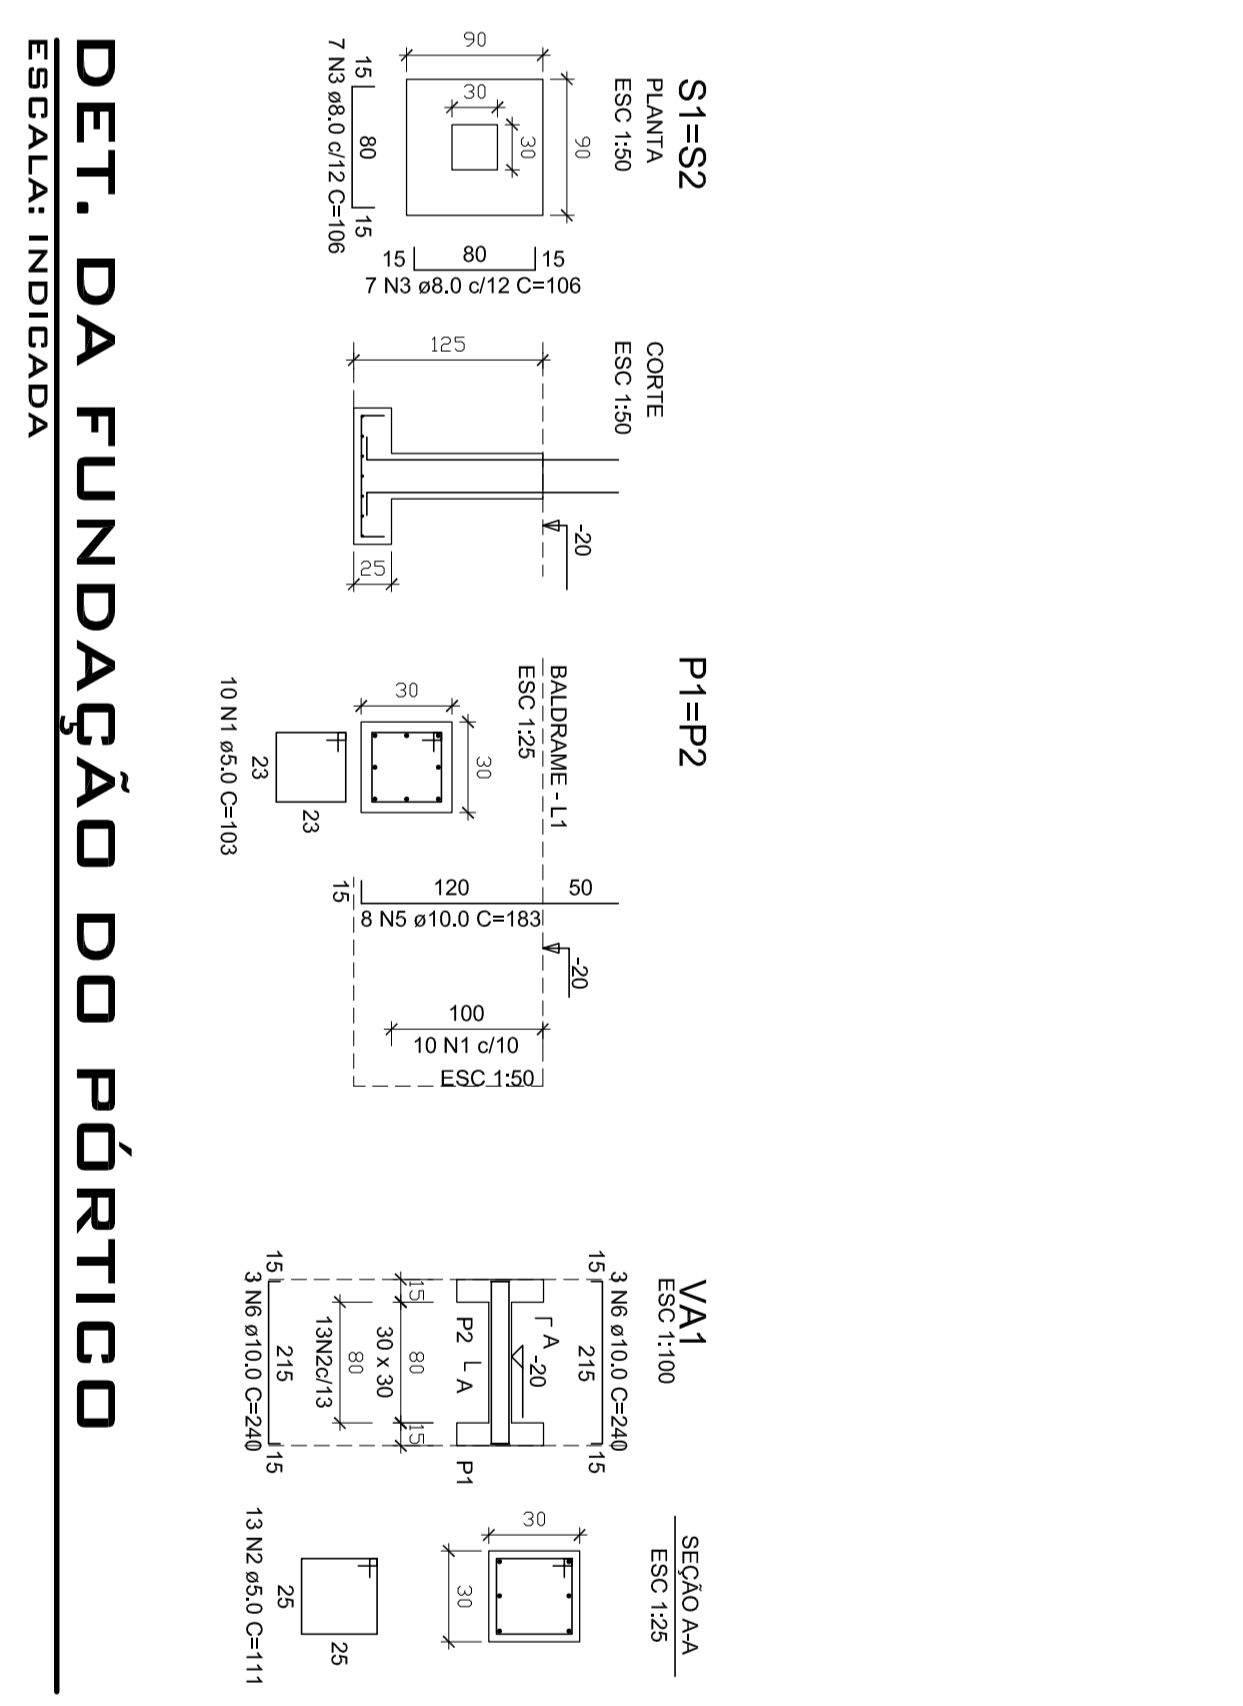 S1=S2
PLANTA
ESC 1:50
90
90
30
30
15
80
15
7 N3 ø8.0 c/12 C=106
15
80
15
7 N3 ø8.0 c/12 C=106
CORTE
ESC 1:50
125
-20
25
P1=P2
BALDRAME - L1
ESC 1:25
30
30
23
23
10 N1 ø5.0 C=103
50
120
15
8 N5 ø10.0 C=183
-20
100
10 N1 c/10
ESC 1:50
VA1
ESC 1:100
3 N6 ø10.0 C=240
15
215
15
A
-20
P2
A
P1
15
80
15
30 x 30
80
13N2c/13
15
215
15
3 N6 ø10.0 C=240
SEÇÃO A-A
ESC 1:25
30
30
25
25
13 N2 ø5.0 C=111
DET. DA FUNDAÇÃO DO PÓRTICO
ESCALA: INDICADA